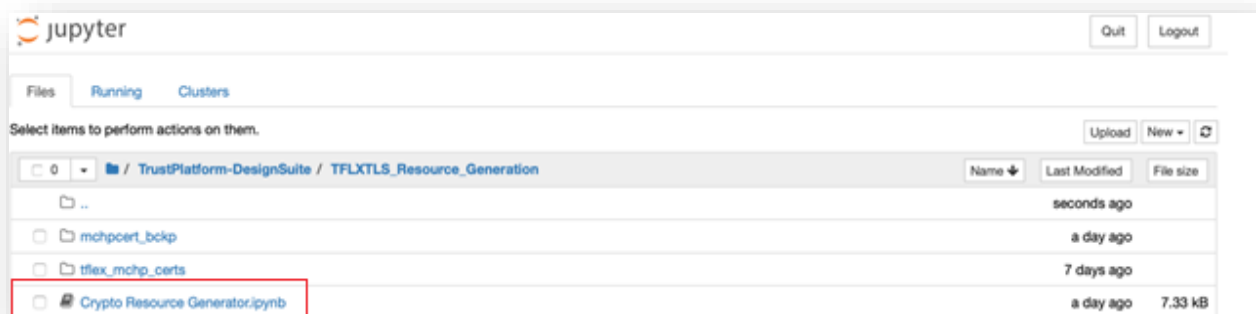 jupyter
Quit Logout
Files Running Clusters
Select items to perform actions on them.
Upload New
0 / TrustPlatform-DesignSuite / TFLXTLS_Resource_Generation Name Last Modified File size
.. seconds ago
mchpcert_bckp a day ago
tflex_mchp_certs 7 days ago
Crypto Resource Generator.ipynb a day ago 7.33 kB